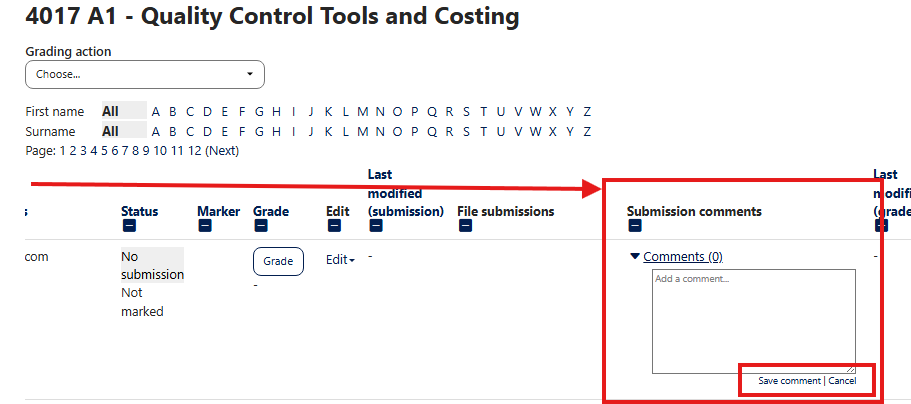 4017 A1 - Quality Control Tools and Costing
Grading action
Choose...
First name All A B C D E F G H I J K L M N O P Q R S T U V W X Y Z
Surname All A B C D E F G H I J K L M N O P Q R S T U V W X Y Z
Page: 1 2 3 4 5 6 7 8 9 10 11 12 (Next)
Status
Marker
Grade
Edit
Last
modified
(submission)
File submissions
Submission comments
Last
modifi
(grade
com
No
submission
Not
marked
Grade
-
Edit
-
Comments (0)
Add a comment...
Save comment | Cancel
-